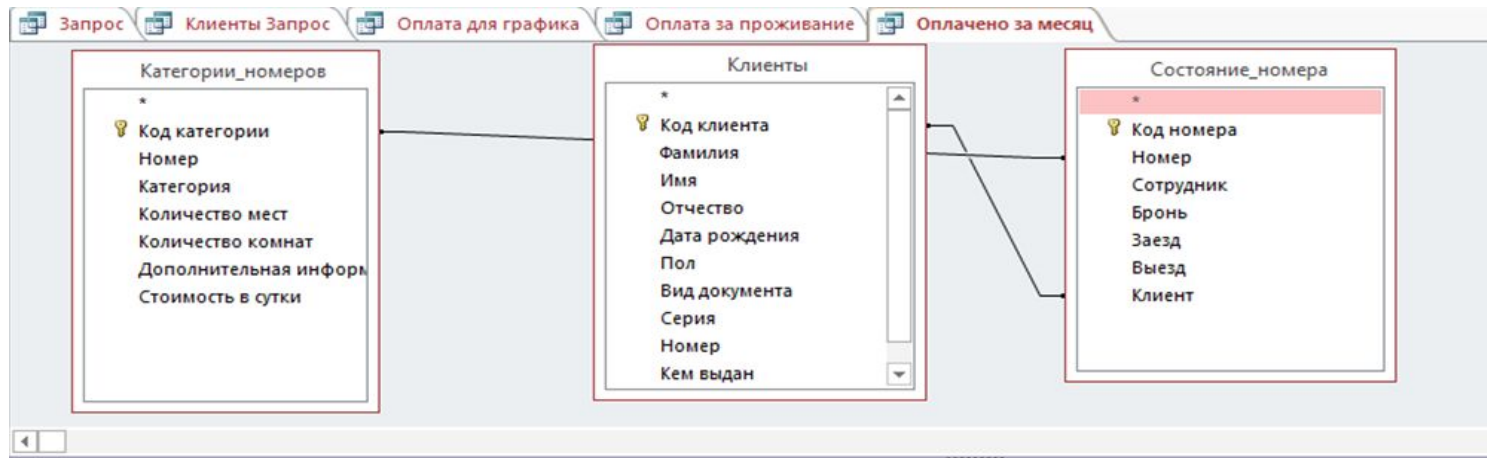 Запрос
Клиенты Запрос
Оплата для графика
Оплата за проживание
Оплачено за месяц
Категории_номеров
*
Код категории
Номер
Категория
Количество мест
Количество комнат
Дополнительная информ
Стоимость в сутки
Клиенты
*
Код клиента
Фамилия
Имя
Отчество
Дата рождения
Пол
Вид документа
Серия
Номер
Кем выдан
Состояние_номера
*
Код номера
Номер
Сотрудник
Бронь
Заезд
Выезд
Клиент